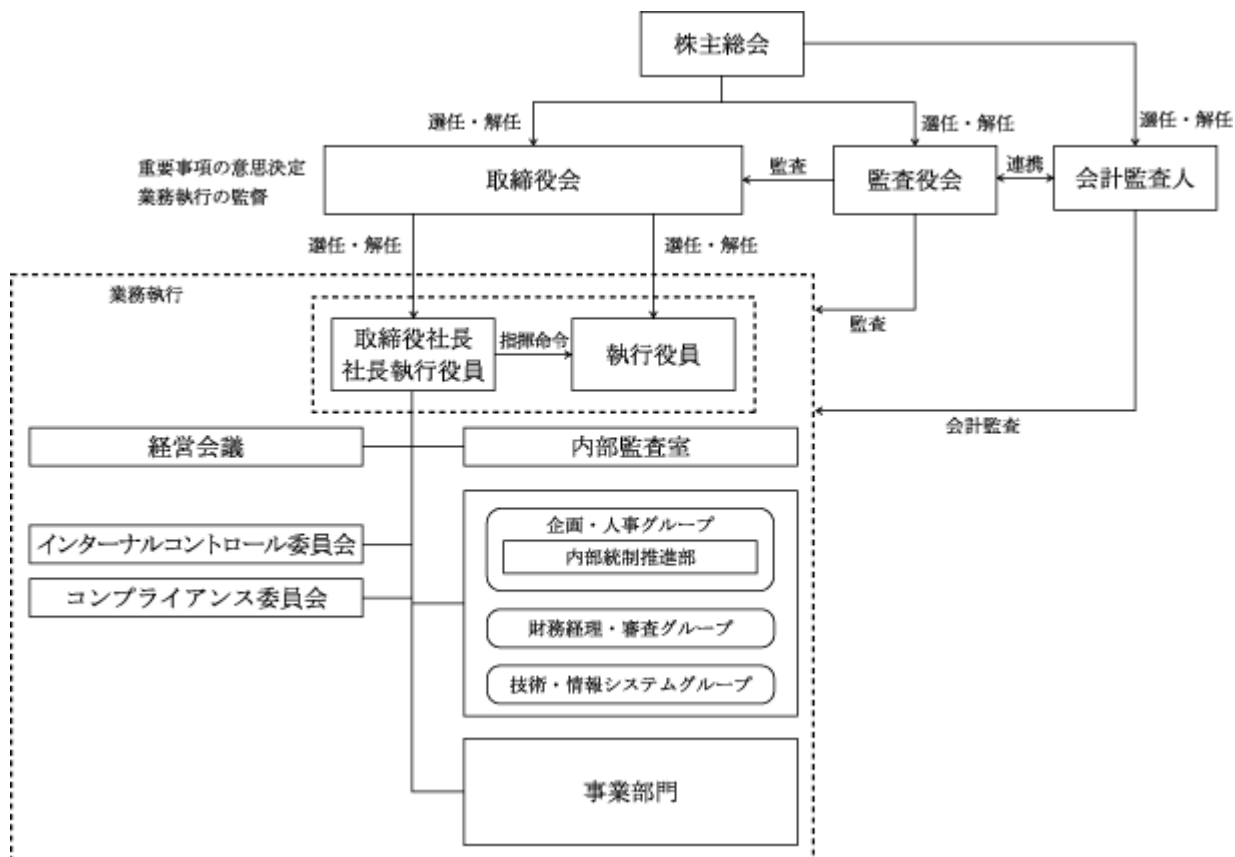 株主総会
選任・解任
選任・解任
選任・解任
重要事項の意思決定
業務執行の監督
取締役会
監査
監査役会
連携
会計監査人
選任・解任
選任・解任
業務執行
監査
取締役社長
社長執行役員
指揮命令
執行役員
会計監査
経営会議
内部監査室
企画・人事グループ
内部統制推進部
インターナルコントロール委員会
コンプライアンス委員会
財務経理・審査グループ
技術・情報システムグループ
事業部門